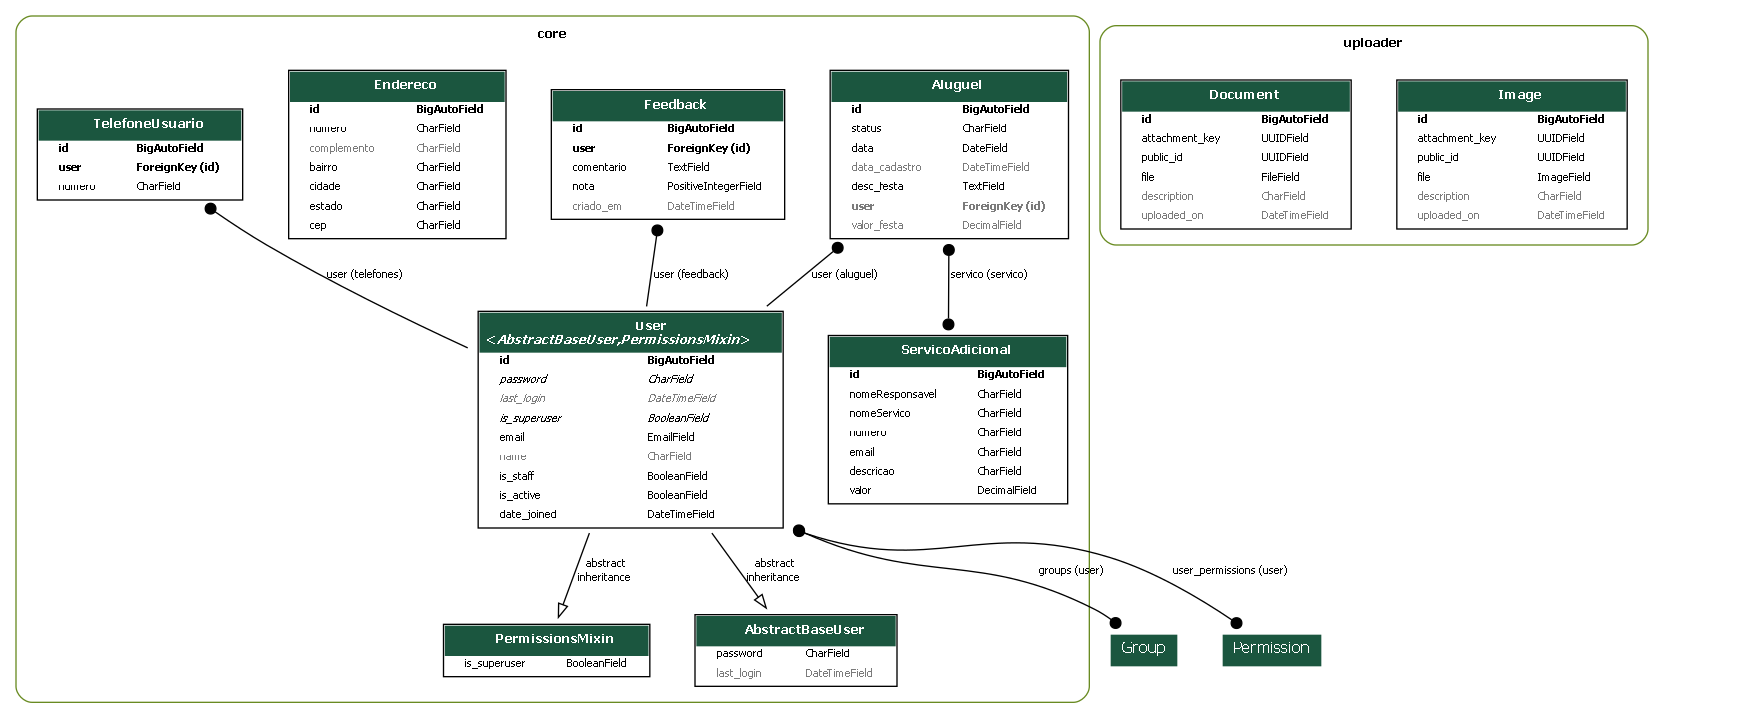 core
TelefoneUsuario
id BigAutoField
user ForeignKey (id)
numero CharField
Endereco
id BigAutoField
numero CharField
complemento CharField
bairro CharField
cidade CharField
estado CharField
cep CharField
Feedback
id BigAutoField
user ForeignKey (id)
comentario TextField
nota PositiveIntegerField
criado_em DateTimeField
Aluguel
id BigAutoField
status CharField
data DateField
data_cadastro DateTimeField
desc_festa TextField
user ForeignKey (id)
valor_festa DecimalField
uploader
Document
id BigAutoField
attachment_key UUIDField
public_id UUIDField
file FileField
description CharField
uploaded_on DateTimeField
Image
id BigAutoField
attachment_key UUIDField
public_id UUIDField
file ImageField
description CharField
uploaded_on DateTimeField
user (telefones)
user (feedback)
user (aluguel)
servico (servico)
User
<AbstractBaseUser,PermissionsMixin>
id BigAutoField
password CharField
last_login DateTimeField
is_superuser BooleanField
email EmailField
name CharField
is_staff BooleanField
is_active BooleanField
date_joined DateTimeField
ServicoAdicional
id BigAutoField
nomeResponsavel CharField
nomeServico CharField
numero CharField
email CharField
descricao CharField
valor DecimalField
abstract
inheritance
abstract
inheritance
groups (user)
user_permissions (user)
PermissionsMixin
is_superuser BooleanField
AbstractBaseUser
password CharField
last_login DateTimeField
Group
Permission